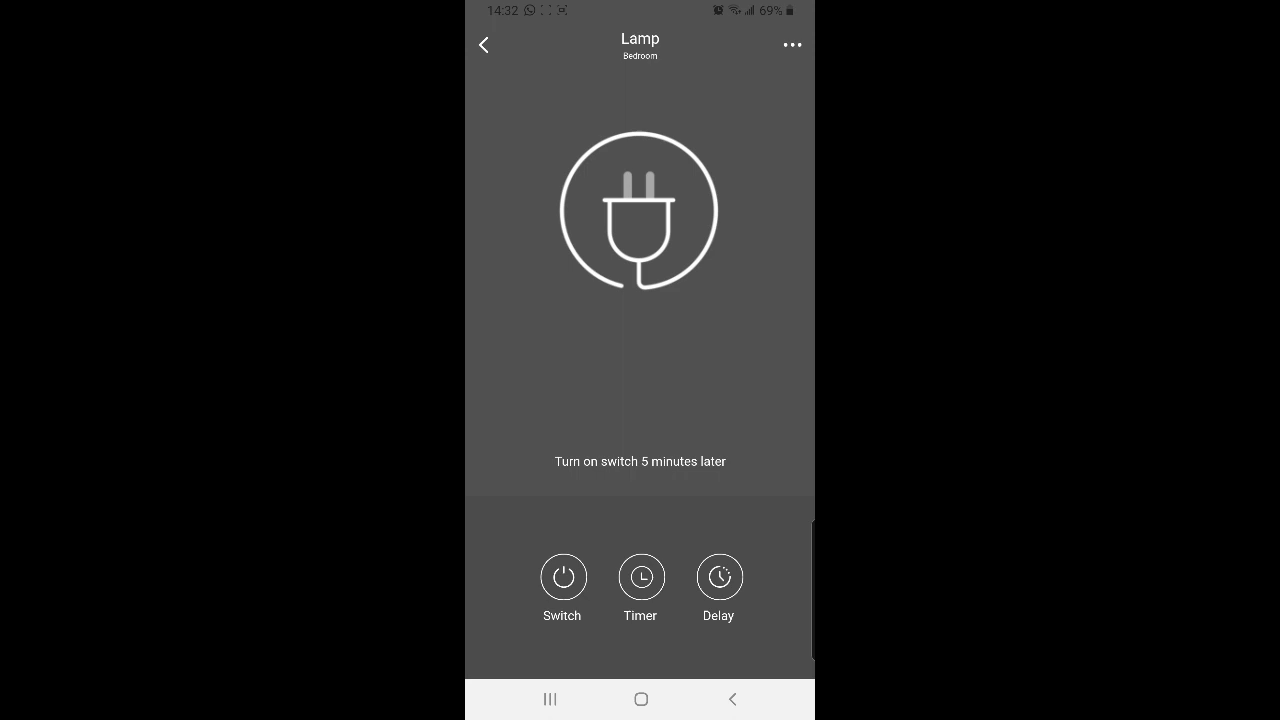 14:32 69%
Lamp
Bedroom
Turn on switch 5 minutes later
Switch Timer Delay